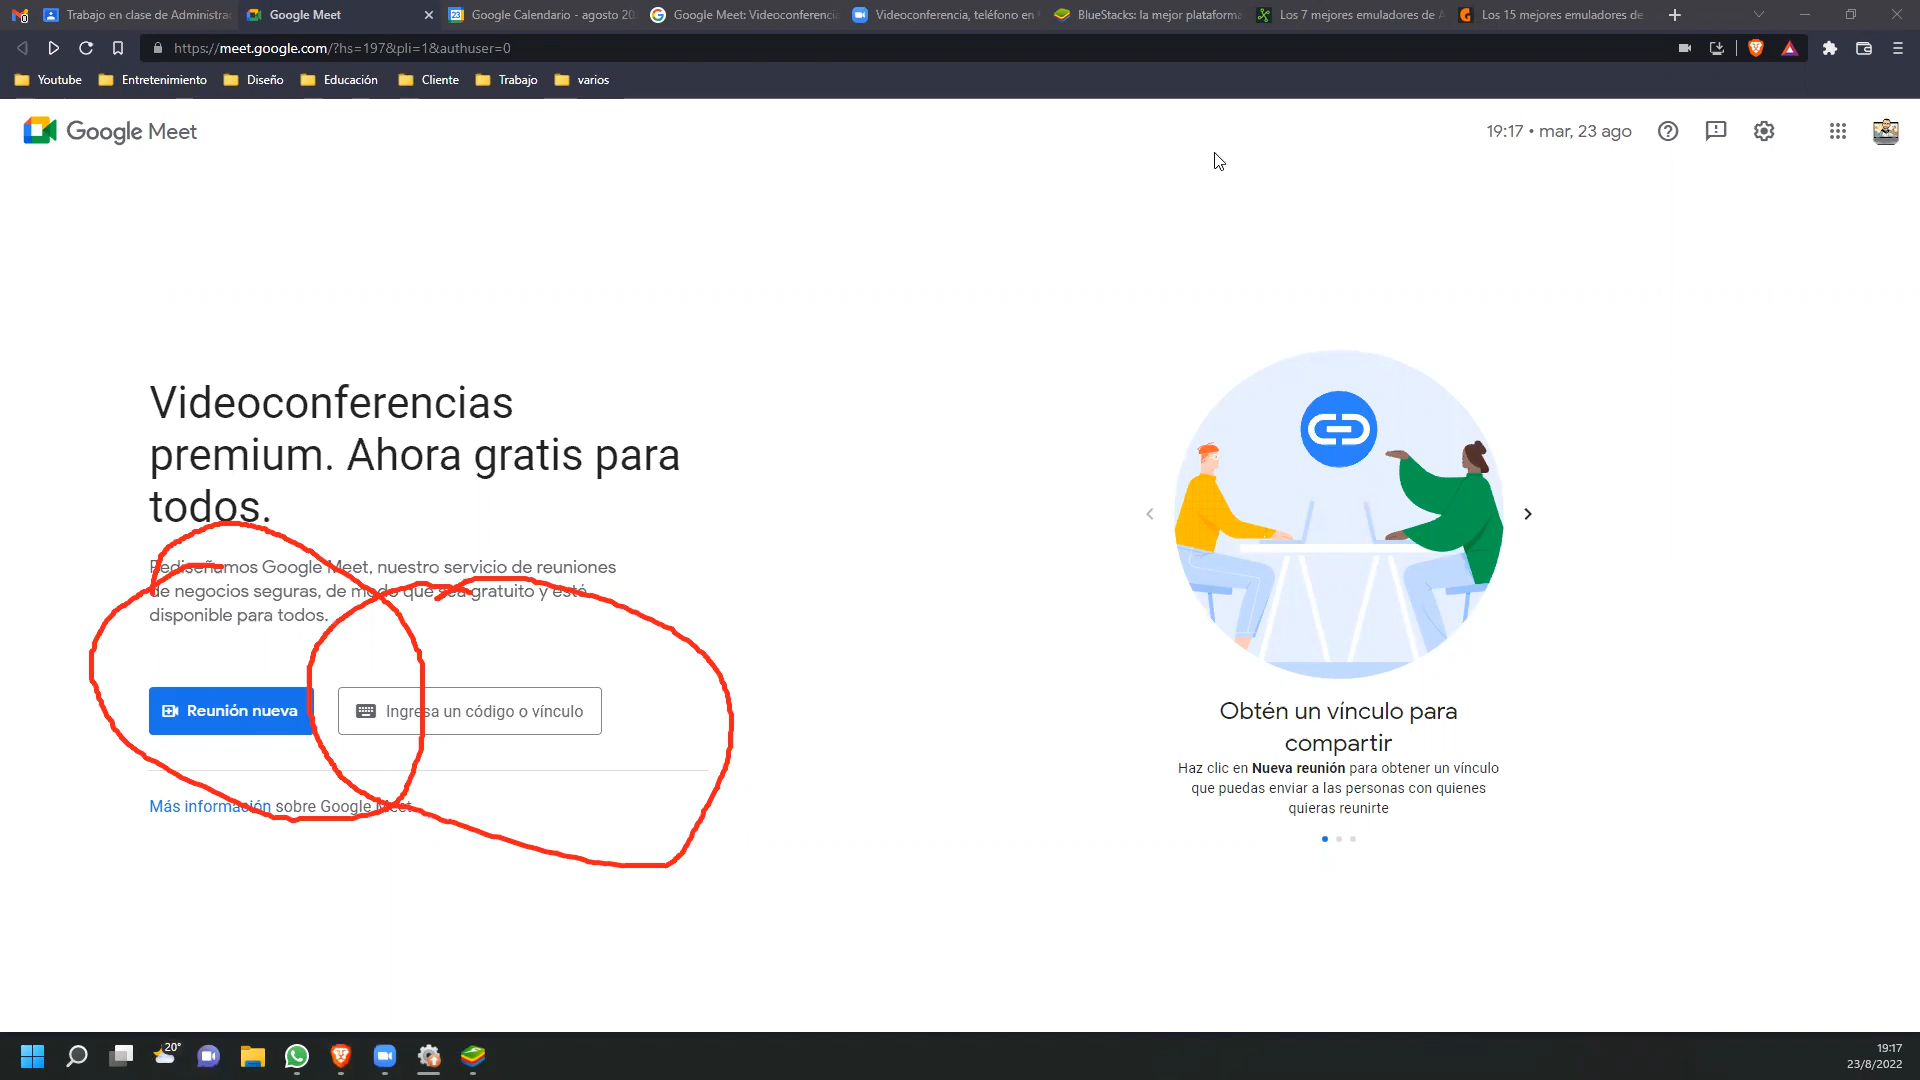 Trabajo en clase de Administra
Google Meet
Google Calendario - agosto 20
Google Meet: Videoconferencia
Videoconferencia, teléfono en
BlueStacks: la mejor plataforma
Los 7 mejores emuladores de A
Los 15 mejores emuladores de
https://meet.google.com/?hs=197&pli=1&authuser=0
Youtube
Entretenimiento
Diseño
Educación
Cliente
Trabajo
varios
Google Meet
19:17 • mar, 23 ago
Videoconferencias
premium. Ahora gratis para
todos.
Rediseñamos Google Meet, nuestro servicio de reuniones
de negocios seguras, de modo que sea gratuito y esté
disponible para todos.
Reunión nueva
Ingresa un código o vínculo
Más información sobre Google Meet
Obtén un vínculo para
compartir
Haz clic en Nueva reunión para obtener un vínculo
que puedas enviar a las personas con quienes
quieras reunirte
20°
19:17
23/8/2022